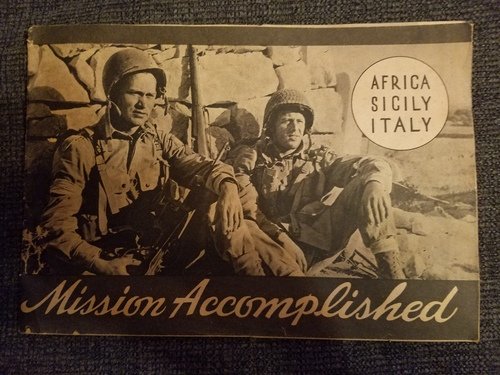 AFRICA
SICILY
ITALY
Mission Accomplished